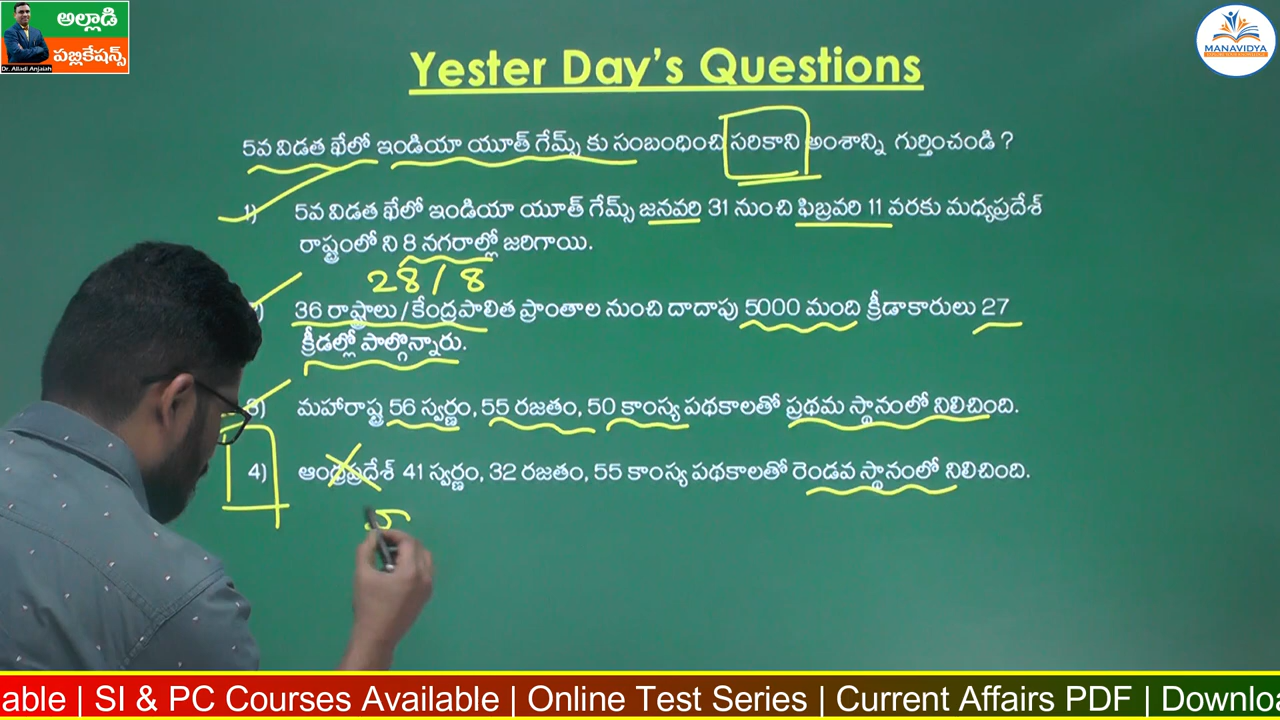 అల్లాడి
పబ్లికేషన్స్
Dr. Alladi Anjaiah
MANAVIDYA
Yester Day's Questions
5వ విడత ఖేలో ఇండియా యూత్ గేమ్స్ కు సంబంధించి సరికాని అంశాన్ని గుర్తించండి ?
1) 5వ విడత ఖేలో ఇండియా యూత్ గేమ్స్ జనవరి 31 నుంచి ఫిబ్రవరి 11 వరకు మధ్యప్రదేశ్
రాష్ట్రంలో ని 8 నగరాల్లో జరిగాయి.
28 / 8
36 రాష్ట్రాలు / కేంద్రపాలిత ప్రాంతాల నుంచి దాదాపు 5000 మంది క్రీడాకారులు 27
క్రీడల్లో పాల్గొన్నారు.
3) మహారాష్ట్ర 56 స్వర్ణం, 55 రజతం, 50 కాంస్య పథకాలతో ప్రథమ స్థానంలో నిలిచింది.
4) ఆంధ్రప్రదేశ్ 41 స్వర్ణం, 32 రజతం, 55 కాంస్య పథకాలతో రెండవ స్థానంలో నిలిచింది.
able | SI & PC Courses Available | Online Test Series | Current Affairs PDF | Downlo